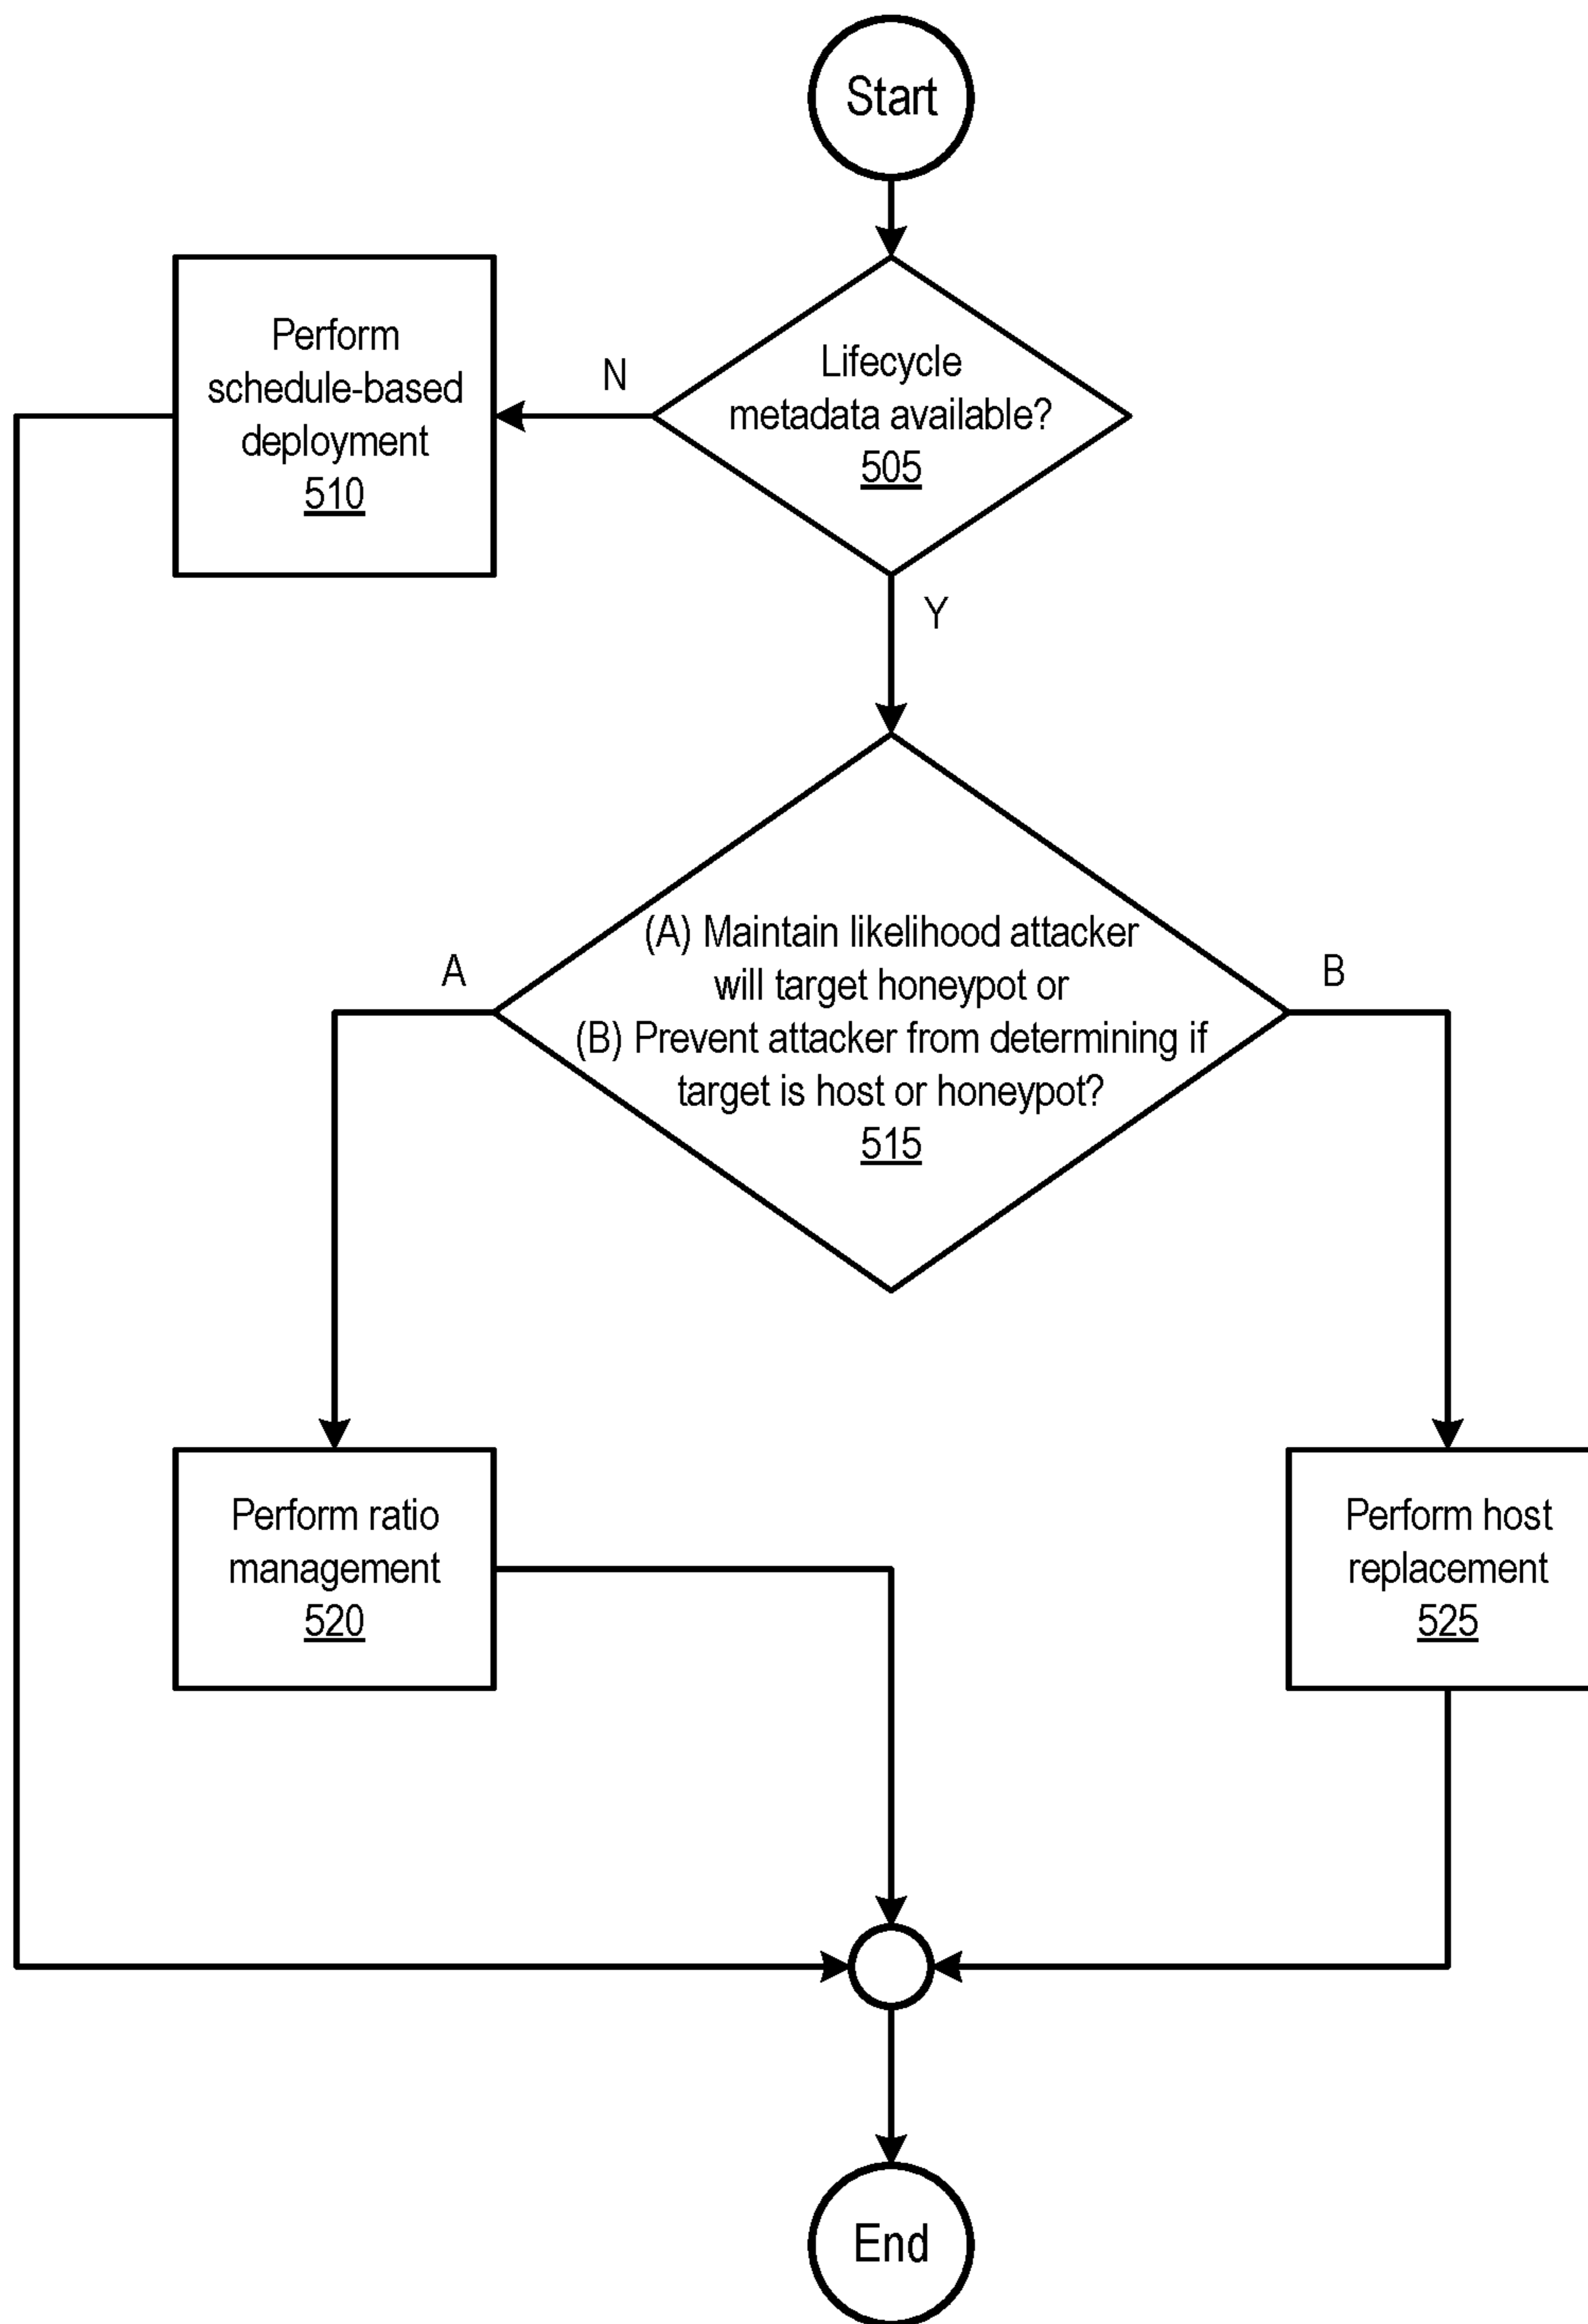 Start
Perform
schedule-based
deployment
510
N
Lifecycle
metadata available?
505
Y
(A) Maintain likelihood attacker
will target honeypot or
(B) Prevent attacker from determining if
target is host or honeypot?
515
A
B
Perform ratio
management
520
Perform host
replacement
525
End